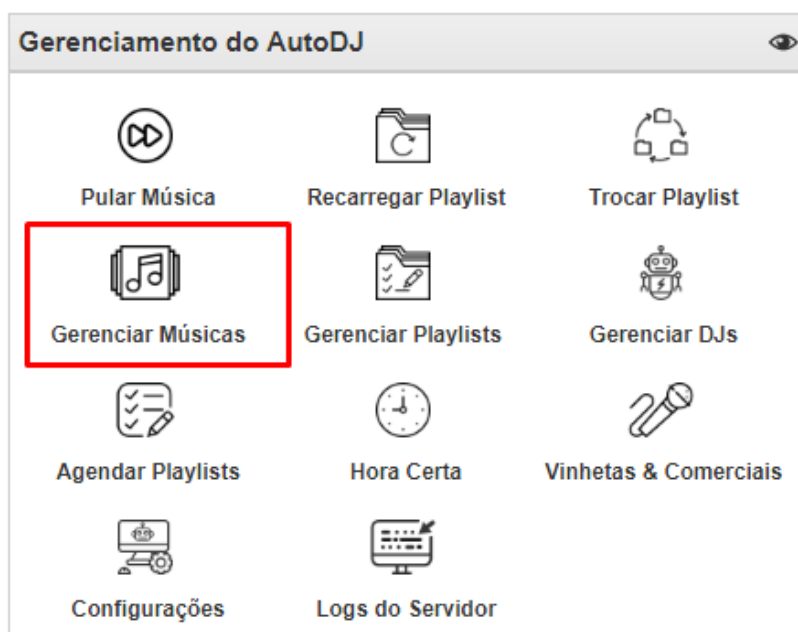 Gerenciamento do AutoDJ
Pular Música
Recarregar Playlist
Trocar Playlist
Gerenciar Músicas
Gerenciar Playlists
Gerenciar DJs
Agendar Playlists
Hora Certa
Vinhetas & Comerciais
Configurações
Logs do Servidor